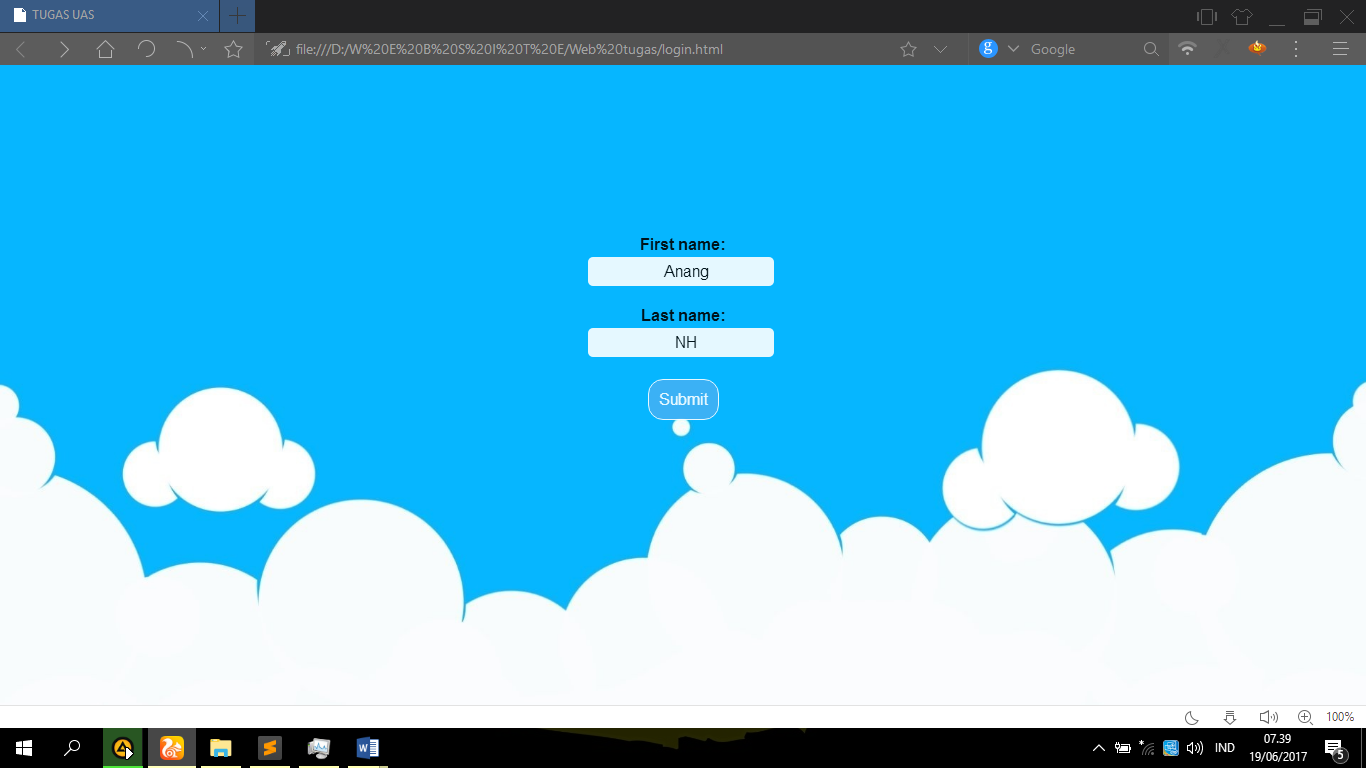 TUGAS UAS
file:///D:/W%20E%20B%20S%20I%20T%20E/Web%20tugas/login.html
g
Google
First name:
Anang
Last name:
NH
Submit
100%
IND
07.39
19/06/2017
5